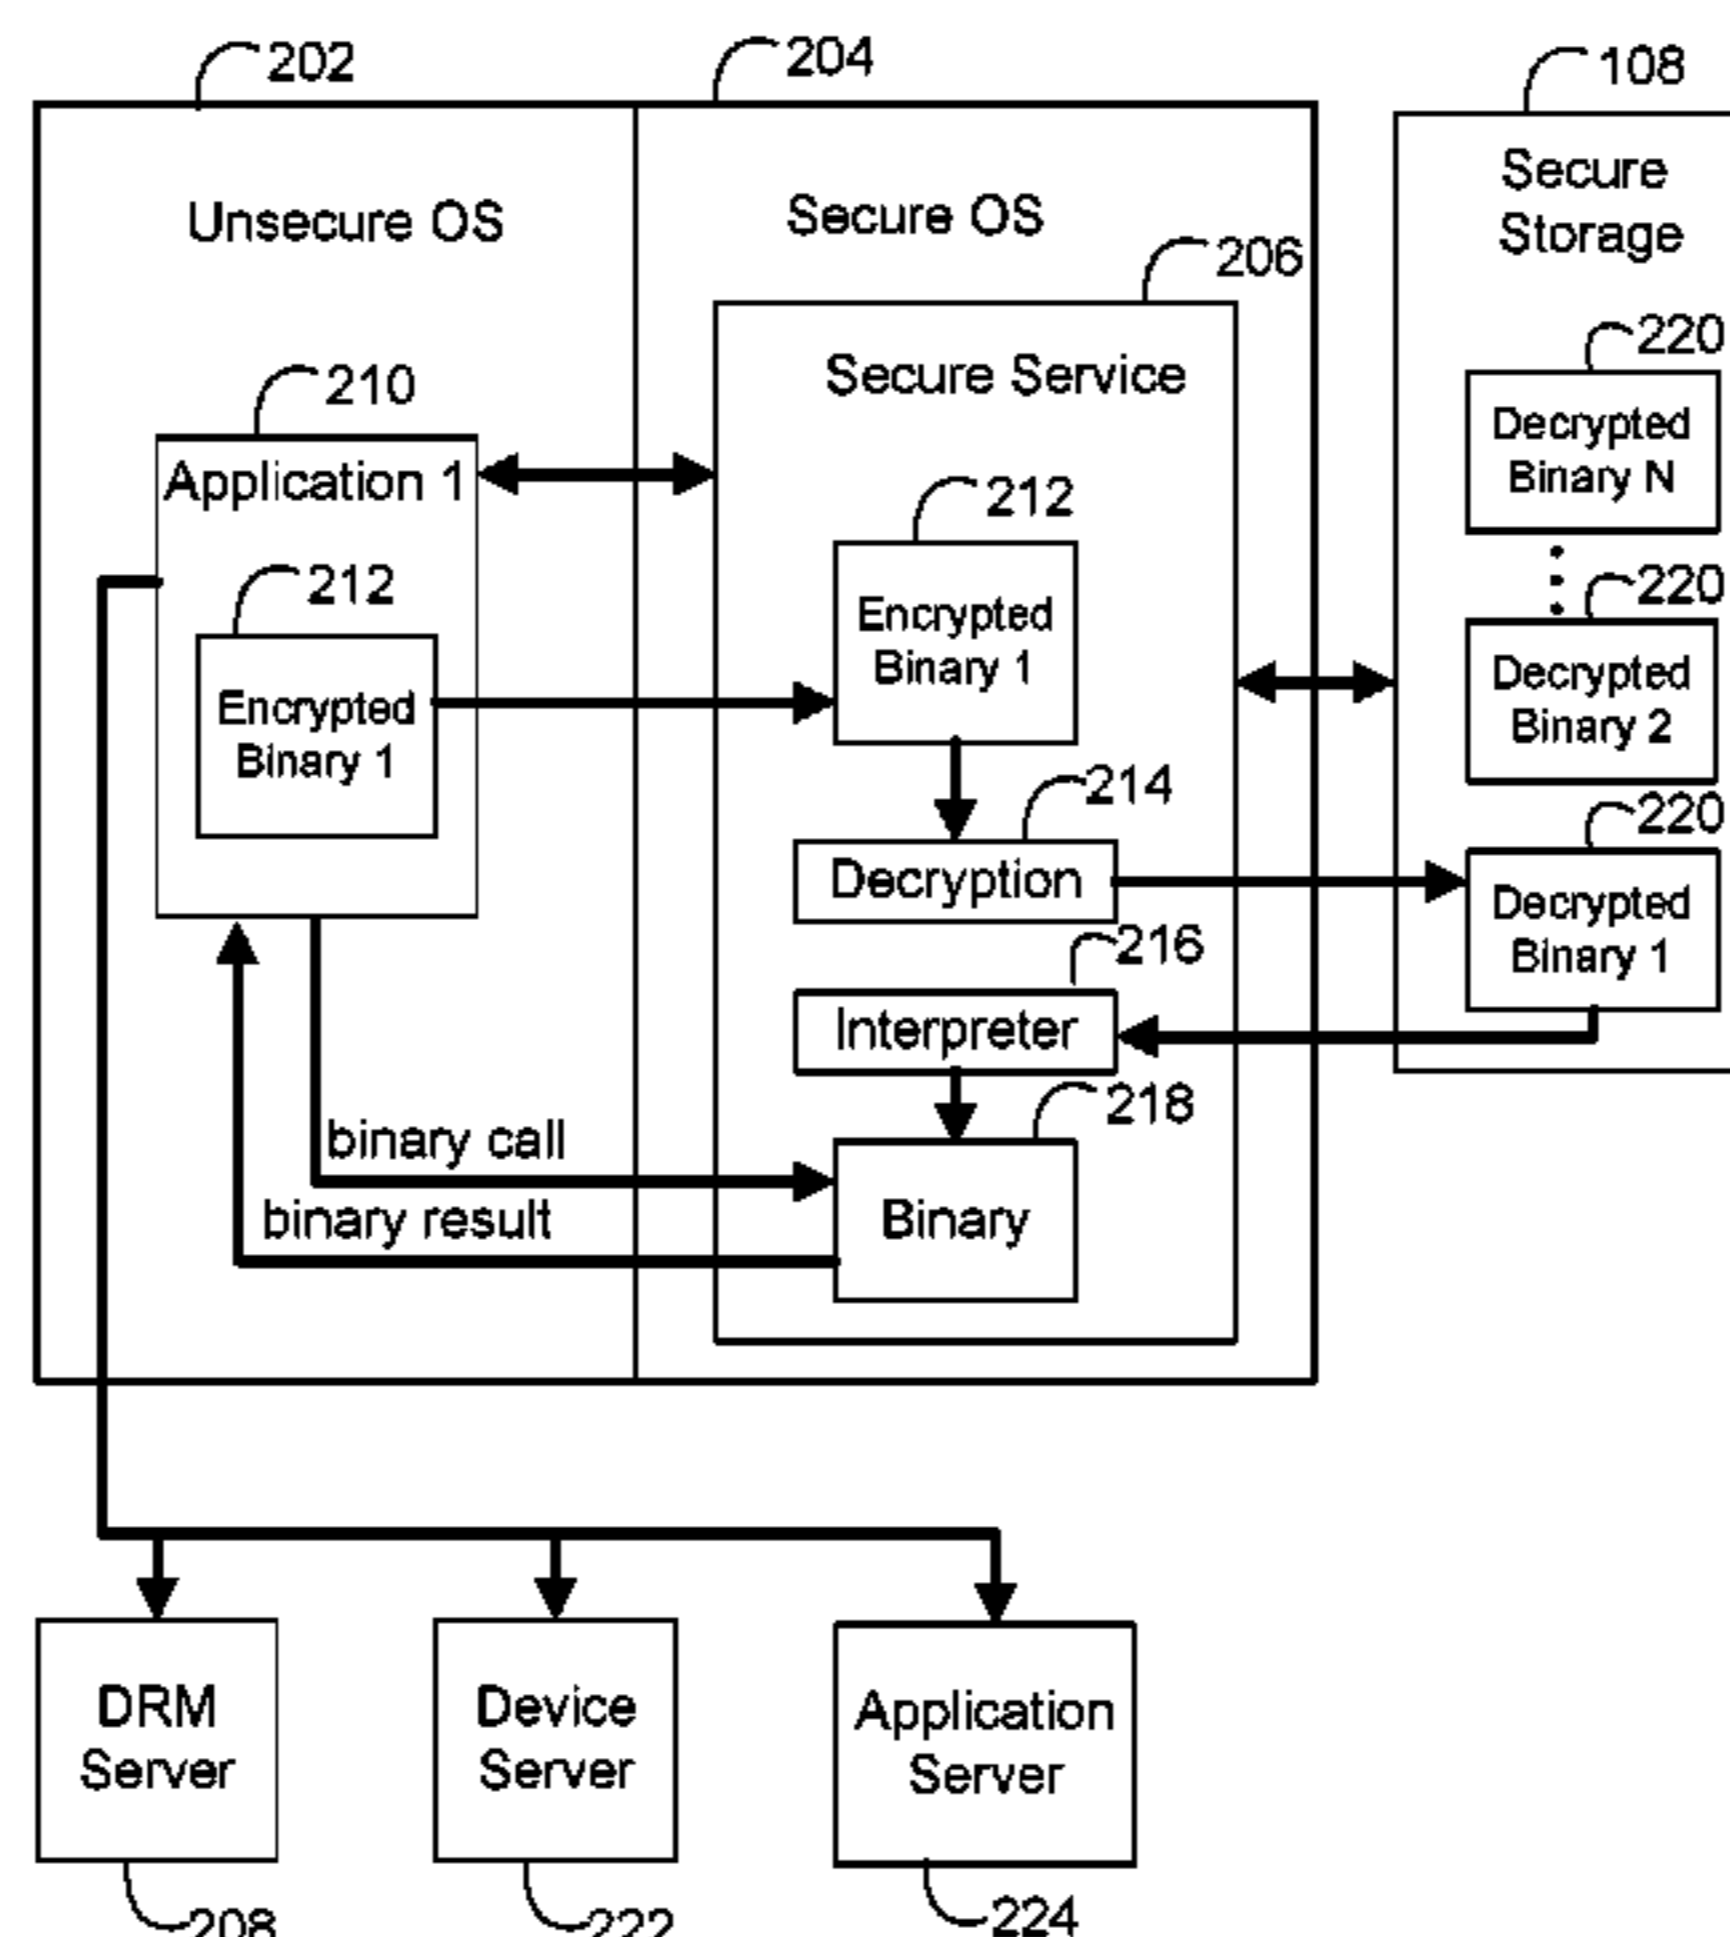 202
204
108
Unsecure OS
Secure OS
Secure
Storage
206
220
210
Secure Service
Decrypted
Binary N
Application 1
212
212
220
Encrypted
Binary 1
Decrypted
Binary 2
Encrypted
Binary 1
214
220
Decryption
Decrypted
Binary 1
216
Interpreter
218
binary call
binary result
Binary
DRM
Server
Device
Server
Application
Server
208
222
224